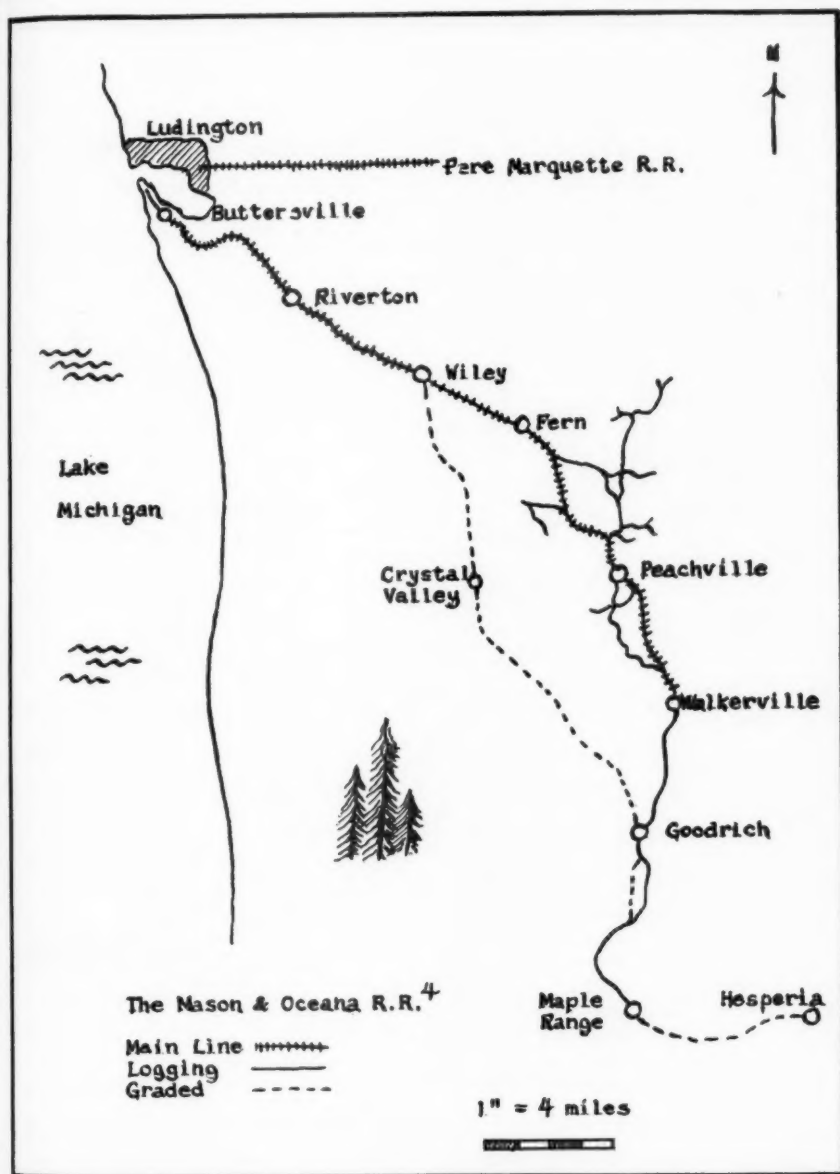 N
Ludington
Pere Marquette R.R.
Buttersville
Riverton
Wiley
Fern
Lake
Michigan
Crystal
Valley
Peachville
Walkerville
Goodrich
Maple
Range
Hesperia
The Mason & Oceana R.R.4
Main Line
Logging
Graded
1" = 4 miles